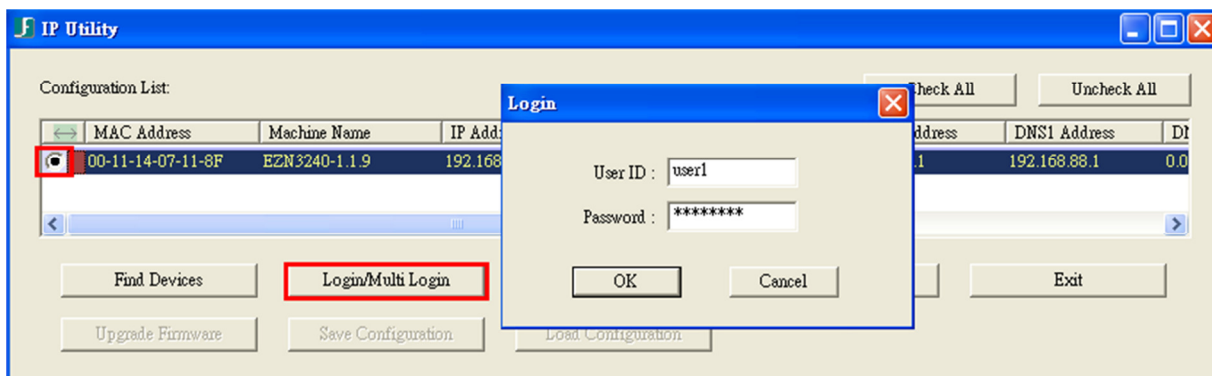 IP Utility
Configuration List:
Check All
Uncheck All
MAC Address Machine Name IP Addr ddress DNS1 Address DN
00-11-14-07-11-8F EZN3240-1.1.9 192.168 .1 192.168.88.1 0.0
Login
User ID : user1
Password : ********
OK Cancel
Find Devices Login/Multi Login Exit
Upgrade Firmware Save Configuration Load Configuration